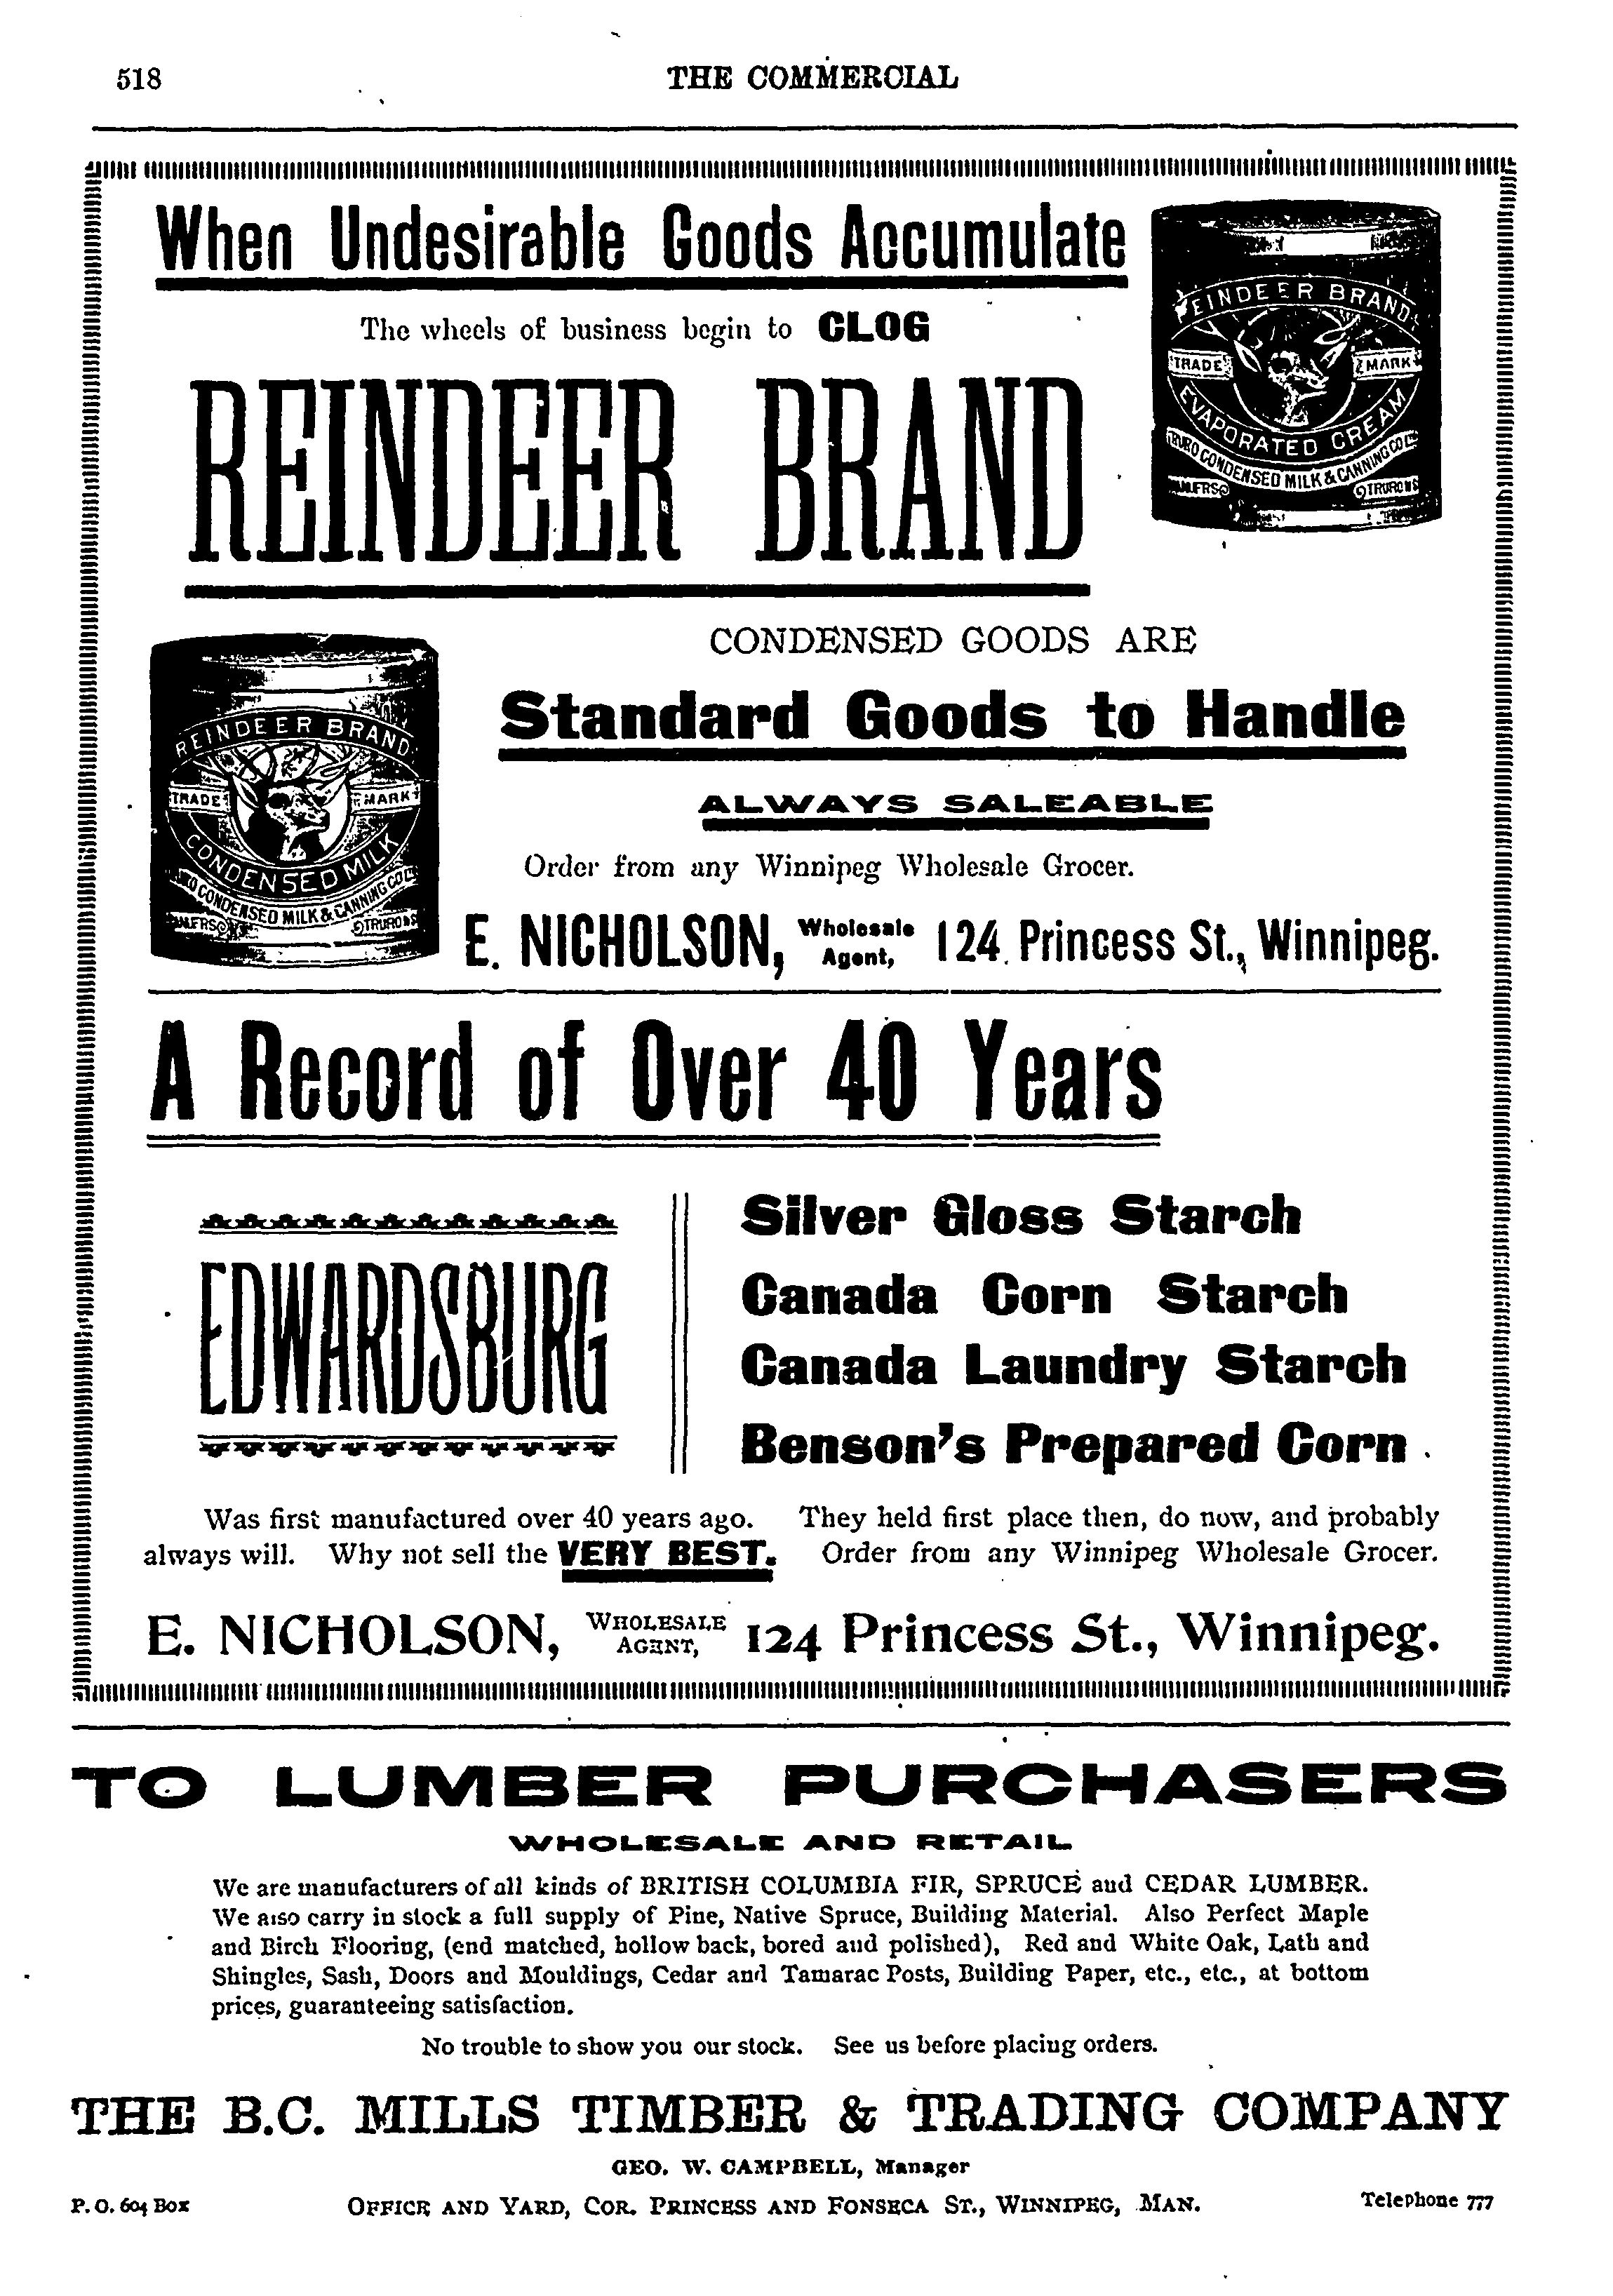 518
THE COMMERCIAL
When Undesirable Goods Accumulate
The wheels of business begin to CLOG
REINDEER BRAND
REINDEER BRAND
TRADE MARK
EVAPORATED CREAM
TRURO CONDENSED MILK & CANNING CO LTD
TRURO N.S
CONDENSED GOODS ARE
Standard Goods to Handle
ALWAYS SALEABLE
REINDEER BRAND
TRADE MARK
CONDENSED MILK
CONDENSED MILK & CANNING CO LTD
TRURO N.S
Order from any Winnipeg Wholesale Grocer.
E. NICHOLSON, Wholesale Agent, 124 Princess St., Winnipeg.
A Record of Over 40 Years
EDWARDSBURG
Silver Gloss Starch
Canada Corn Starch
Canada Laundry Starch
Benson's Prepared Corn
Was first manufactured over 40 years ago. They held first place then, do now, and probably
always will. Why not sell the VERY BEST. Order from any Winnipeg Wholesale Grocer.
E. NICHOLSON, WHOLESALE AGENT, 124 Princess St., Winnipeg.
TO LUMBER PURCHASERS
WHOLESALE AND RETAIL
We are manufacturers of all kinds of BRITISH COLUMBIA FIR, SPRUCE and CEDAR LUMBER.
We also carry in stock a full supply of Pine, Native Spruce, Building Material. Also Perfect Maple
and Birch Flooring, (end matched, hollow back, bored and polished), Red and White Oak, Lath and
Shingles, Sash, Doors and Mouldings, Cedar and Tamarac Posts, Building Paper, etc., etc., at bottom
prices, guaranteeing satisfaction.
No trouble to show you our stock. See us before placing orders.
THE B.C. MILLS TIMBER & TRADING COMPANY
GEO. W. CAMPBELL, Manager
P. O. 604 Box
OFFICE AND YARD, COR. PRINCESS AND FONSECA ST., WINNIPEG, MAN.
Telephone 777